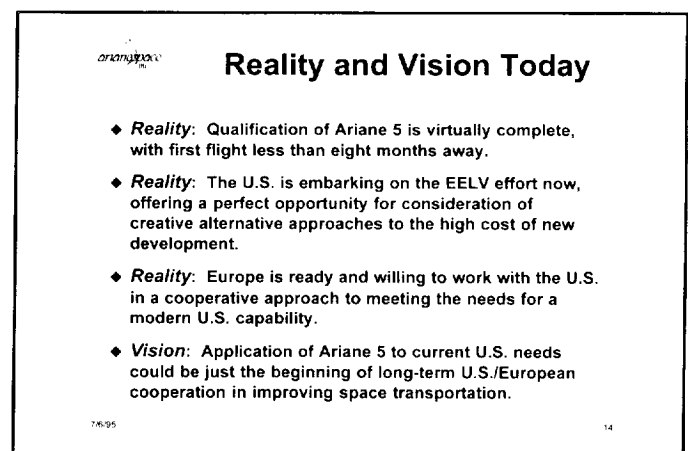 arianespace
Reality and Vision Today
◆ Reality: Qualification of Ariane 5 is virtually complete,
with first flight less than eight months away.
◆ Reality: The U.S. is embarking on the EELV effort now,
offering a perfect opportunity for consideration of
creative alternative approaches to the high cost of new
development.
◆ Reality: Europe is ready and willing to work with the U.S.
in a cooperative approach to meeting the needs for a
modern U.S. capability.
◆ Vision: Application of Ariane 5 to current U.S. needs
could be just the beginning of long-term U.S./European
cooperation in improving space transportation.
7/6/95 14